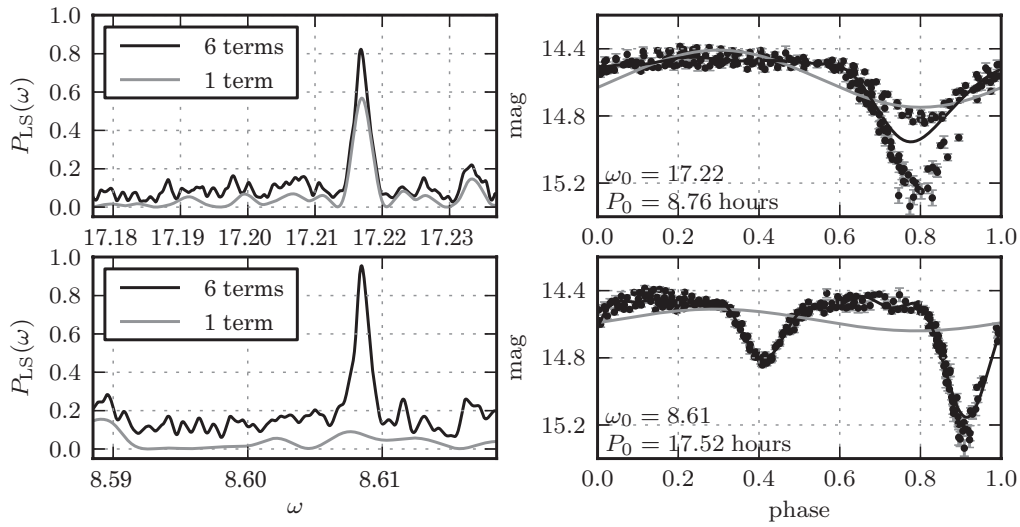 1.0
0.8
0.6
0.4
0.2
0.0
P_LS(ω)
6 terms
1 term
17.18 17.19 17.20 17.21 17.22 17.23
14.4
14.8
15.2
mag
ω₀ = 17.22
P₀ = 8.76 hours
0.0 0.2 0.4 0.6 0.8 1.0
1.0
0.8
0.6
0.4
0.2
0.0
P_LS(ω)
6 terms
1 term
8.59 8.60 8.61
ω
14.4
14.8
15.2
mag
ω₀ = 8.61
P₀ = 17.52 hours
0.0 0.2 0.4 0.6 0.8 1.0
phase